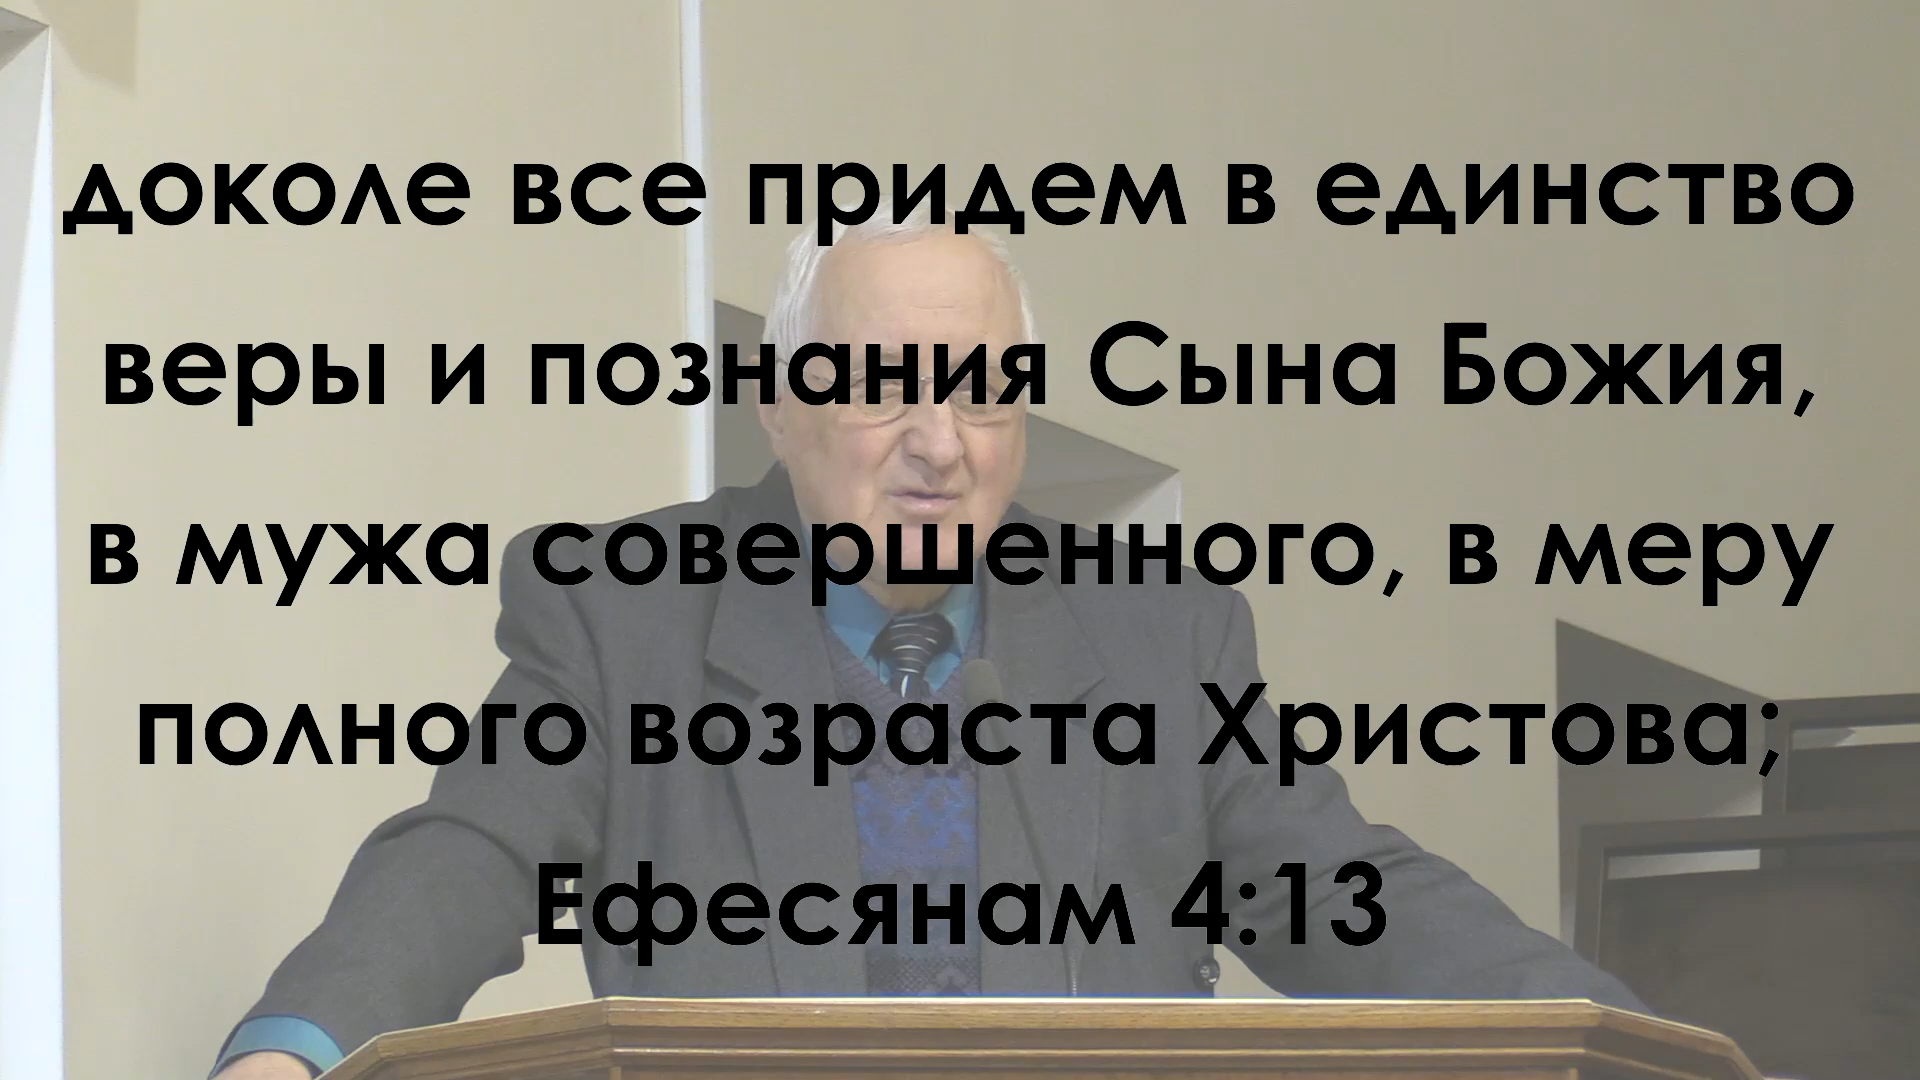 доколе все придем в единство
веры и познания Сына Божия,
в мужа совершенного, в меру
полного возраста Христова;
Ефесянам 4:13